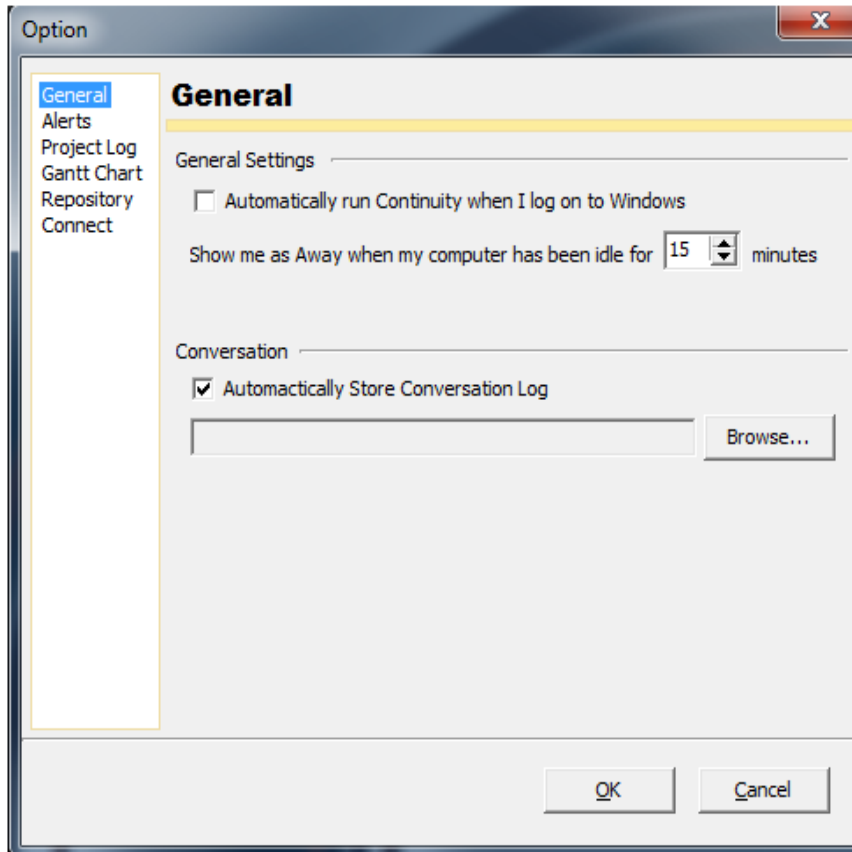 Option
X
General
Alerts
Project Log
Gantt Chart
Repository
Connect
General
General Settings
Automatically run Continuity when I log on to Windows
Show me as Away when my computer has been idle for 15 minutes
Conversation
Automactically Store Conversation Log
Browse...
OK Cancel